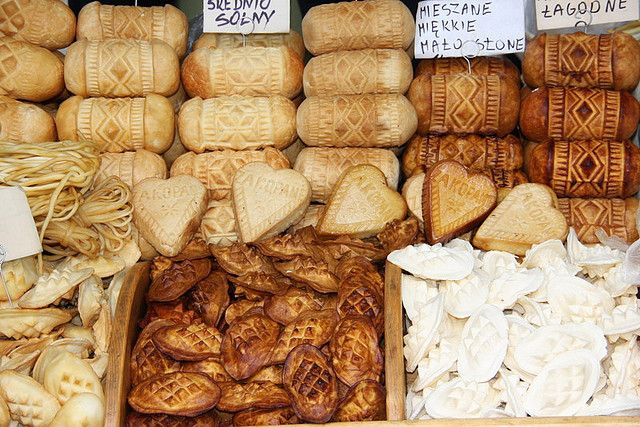 ŚREDNIO
SOLNY
MIESZANE
MIĘKKIE
MAŁO SŁONE
ŁAGODNE